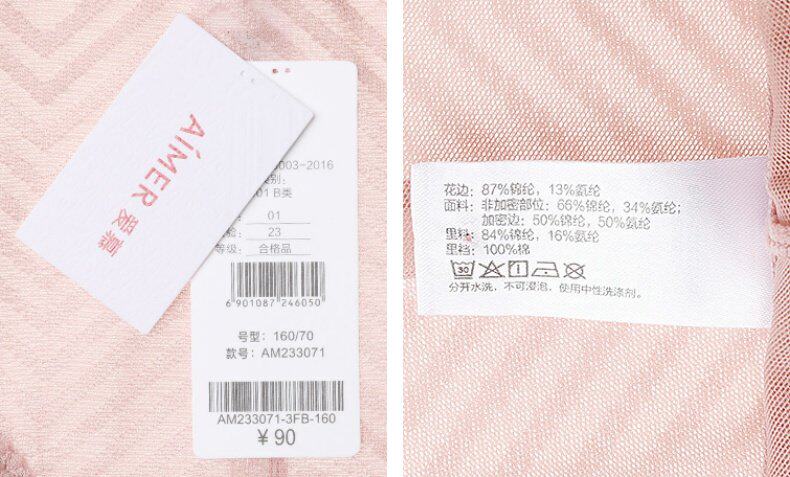 AIMER 爱慕
003-2016
别:
01 B类
01
验: 23
等级: 合格品
6 901087 246050
号型: 160/70
款号: AM233071
AM233071-3FB-160
¥ 90
花边: 87%锦纶, 13%氨纶
面料: 非加密部位: 66%锦纶, 34%氨纶;
加密边: 50%锦纶, 50%氨纶
里料: 84%锦纶, 16%氨纶
里裆: 100%棉
30
分开水洗, 不可浸泡, 使用中性洗涤剂.